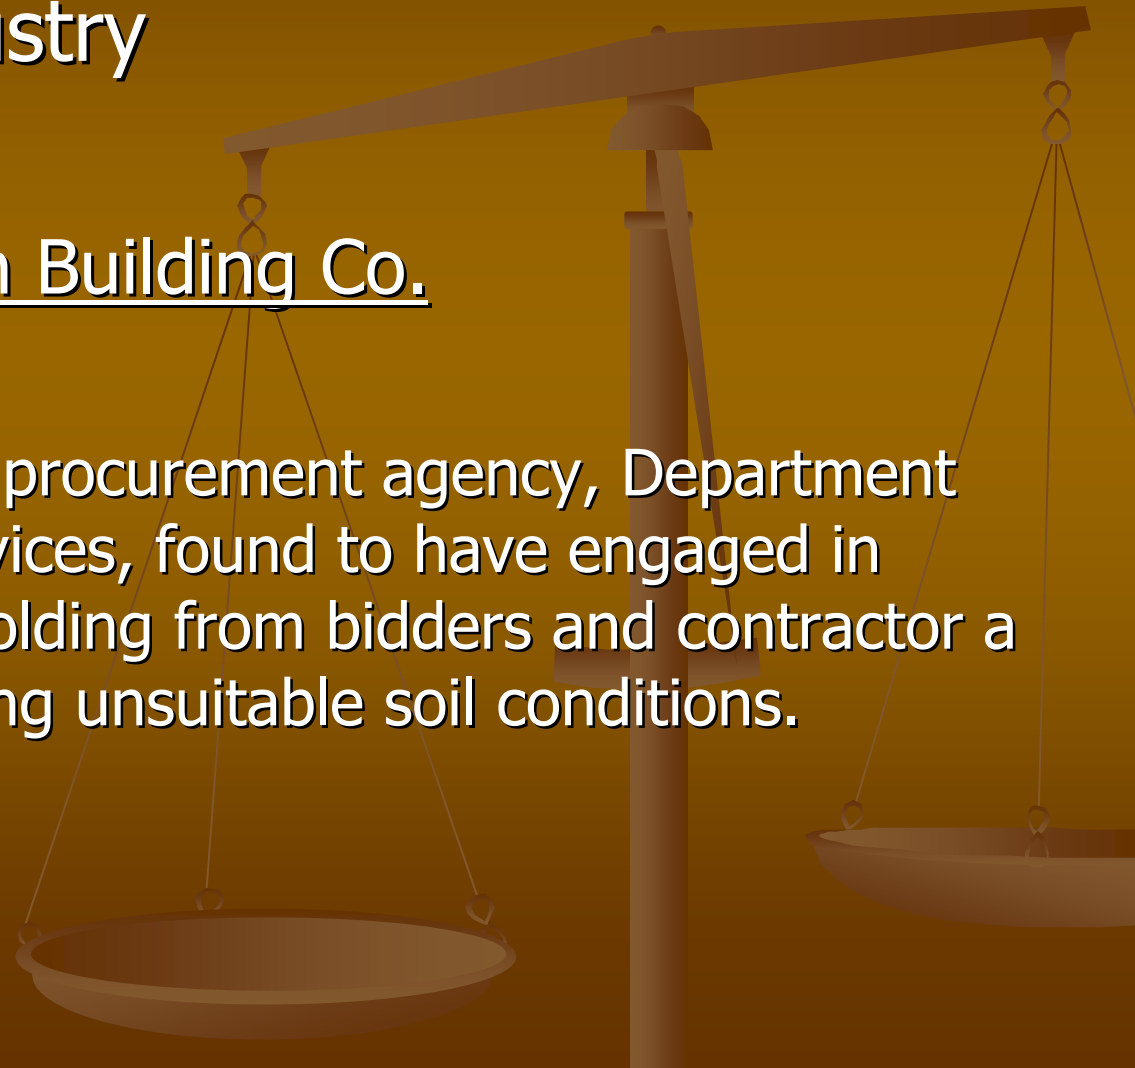 ustry
n Building Co.
procurement agency, Department
vices, found to have engaged in
olding from bidders and contractor a
ng unsuitable soil conditions.